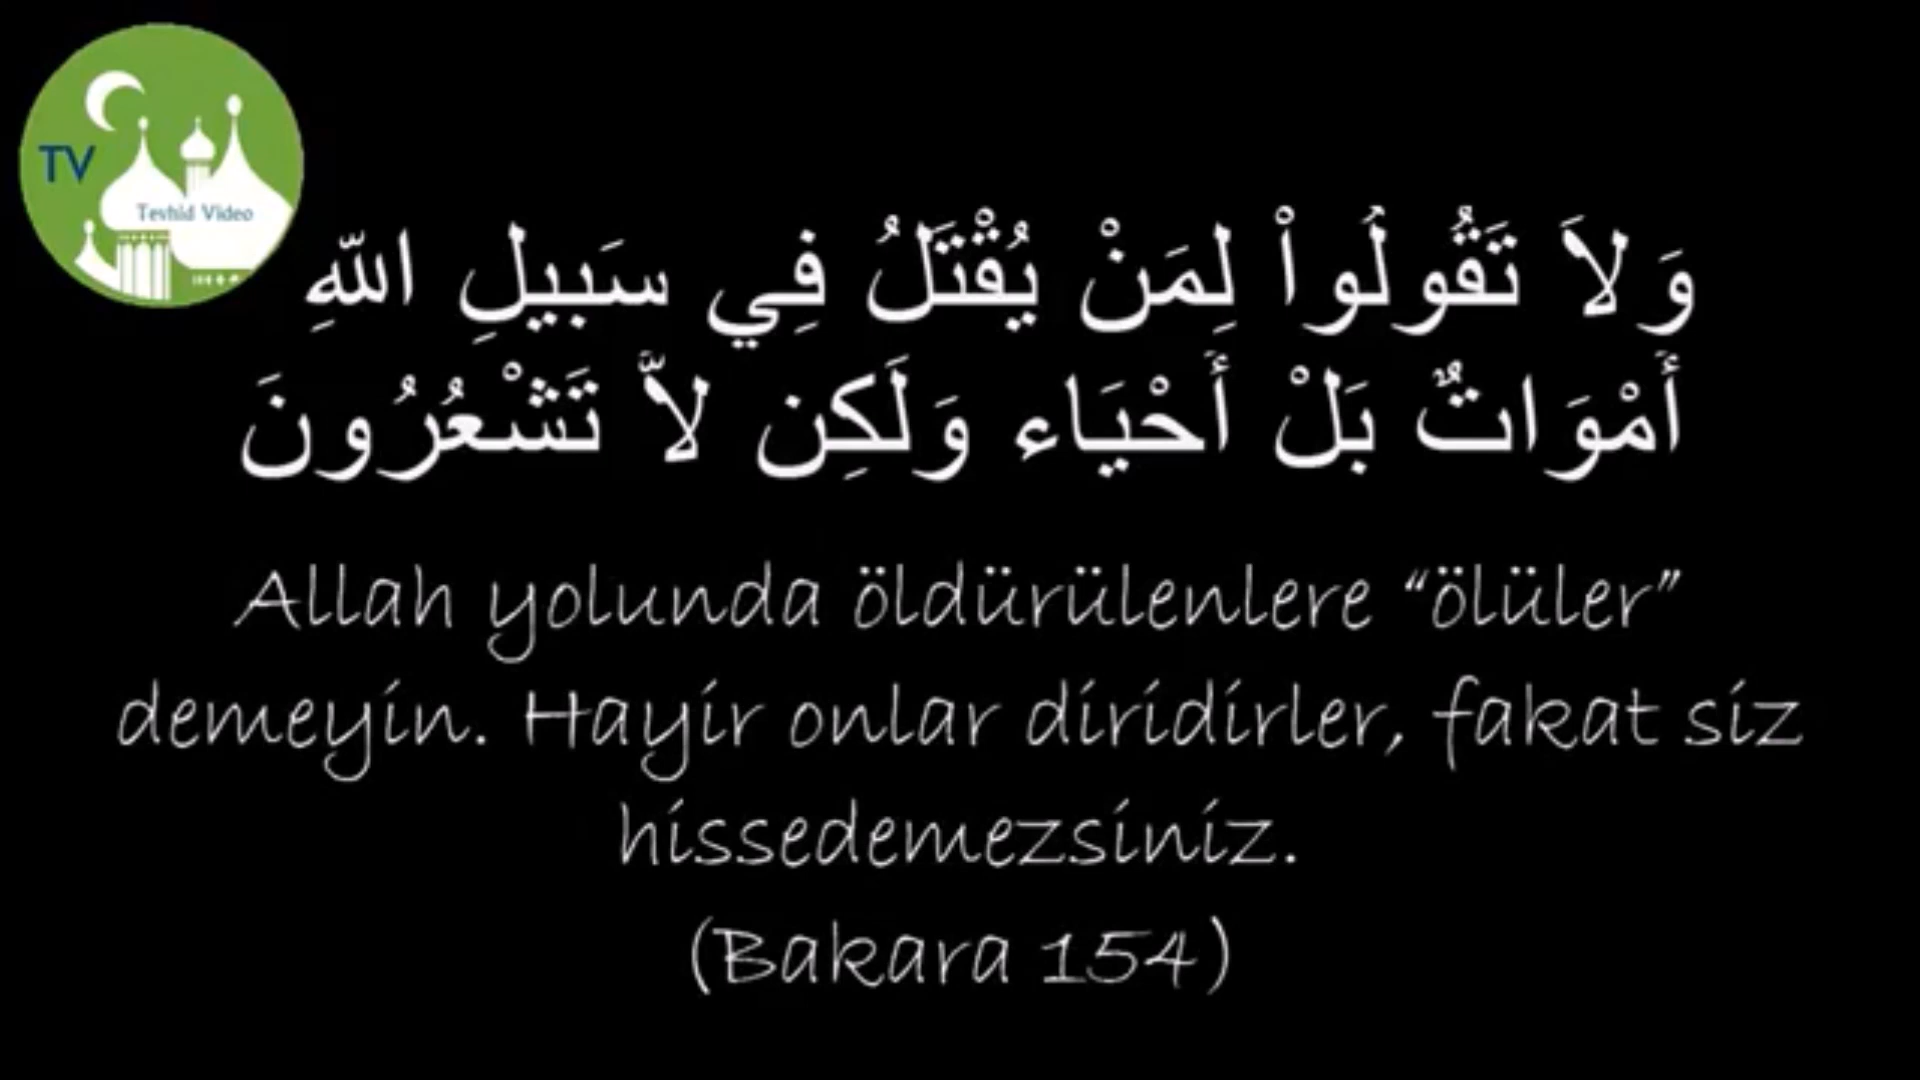 TV
Tevhid Video
وَلاَ تَقُولُواْ لِمَنْ يُقْتَلُ فِي سَبِيلِ اللّهِ
أَمْوَاتٌ بَلْ أَحْيَاء وَلَكِن لاَّ تَشْعُرُونَ
Allah yolunda öldürülenlere “ölüler”
demeyin. Hayir onlar diridirler, fakat siz
hissedemezsiniz.
(Bakara 154)